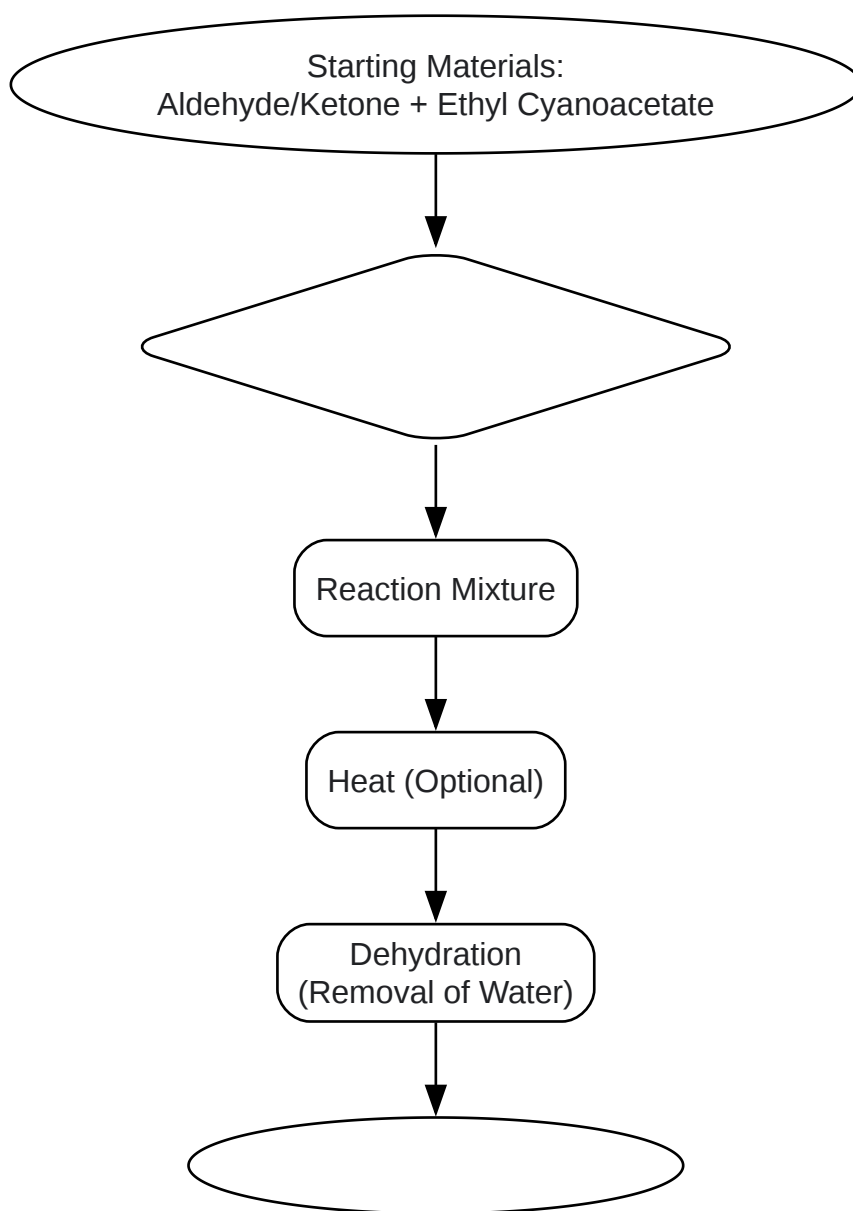 Starting Materials:
Aldehyde/Ketone + Ethyl Cyanoacetate
Reaction Mixture
Heat (Optional)
Dehydration
(Removal of Water)